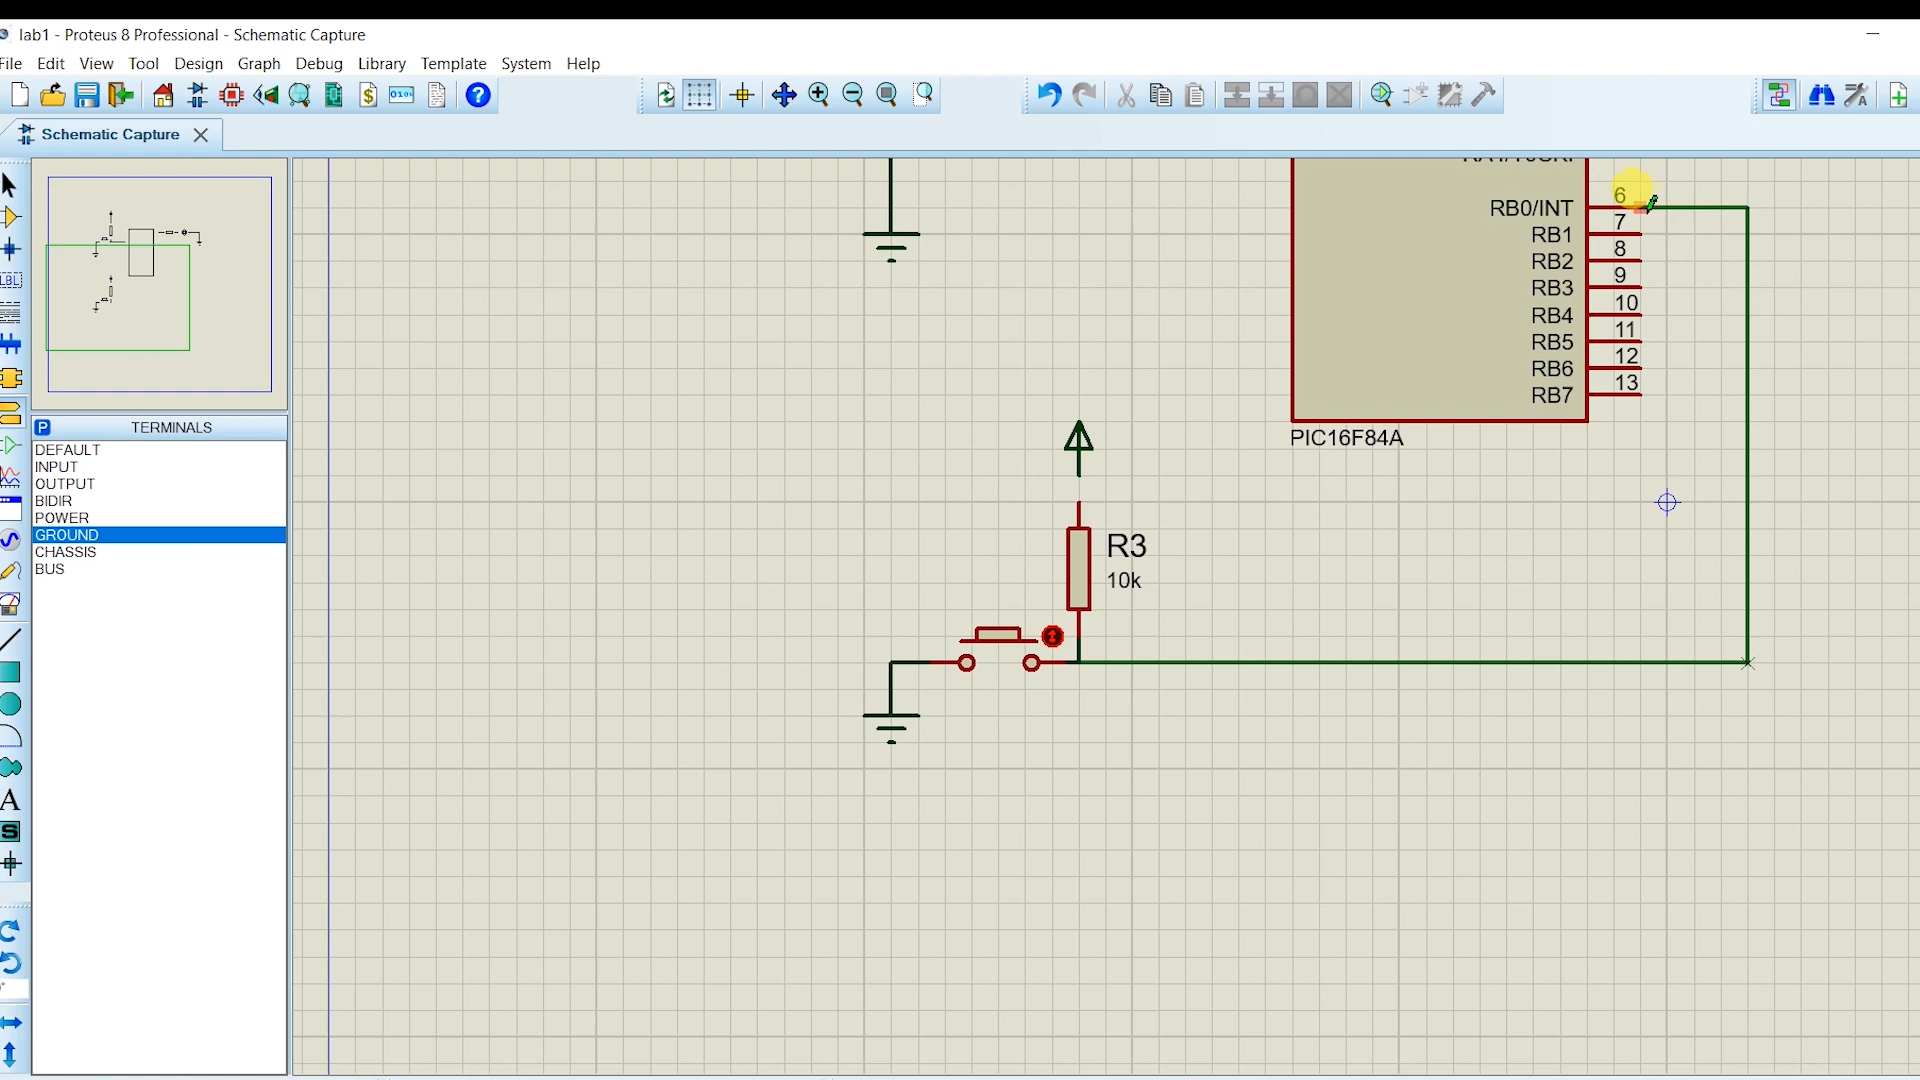 lab1 - Proteus 8 Professional - Schematic Capture
File Edit View Tool Design Graph Debug Library Template System Help
Schematic Capture
6
RB0/INT
7
RB1
8
RB2
9
RB3
10
RB4
11
RB5
12
RB6
13
RB7
PIC16F84A
P TERMINALS
DEFAULT
INPUT
OUTPUT
BIDIR
POWER
GROUND
CHASSIS
BUS
LBL
A
S
R3
10k